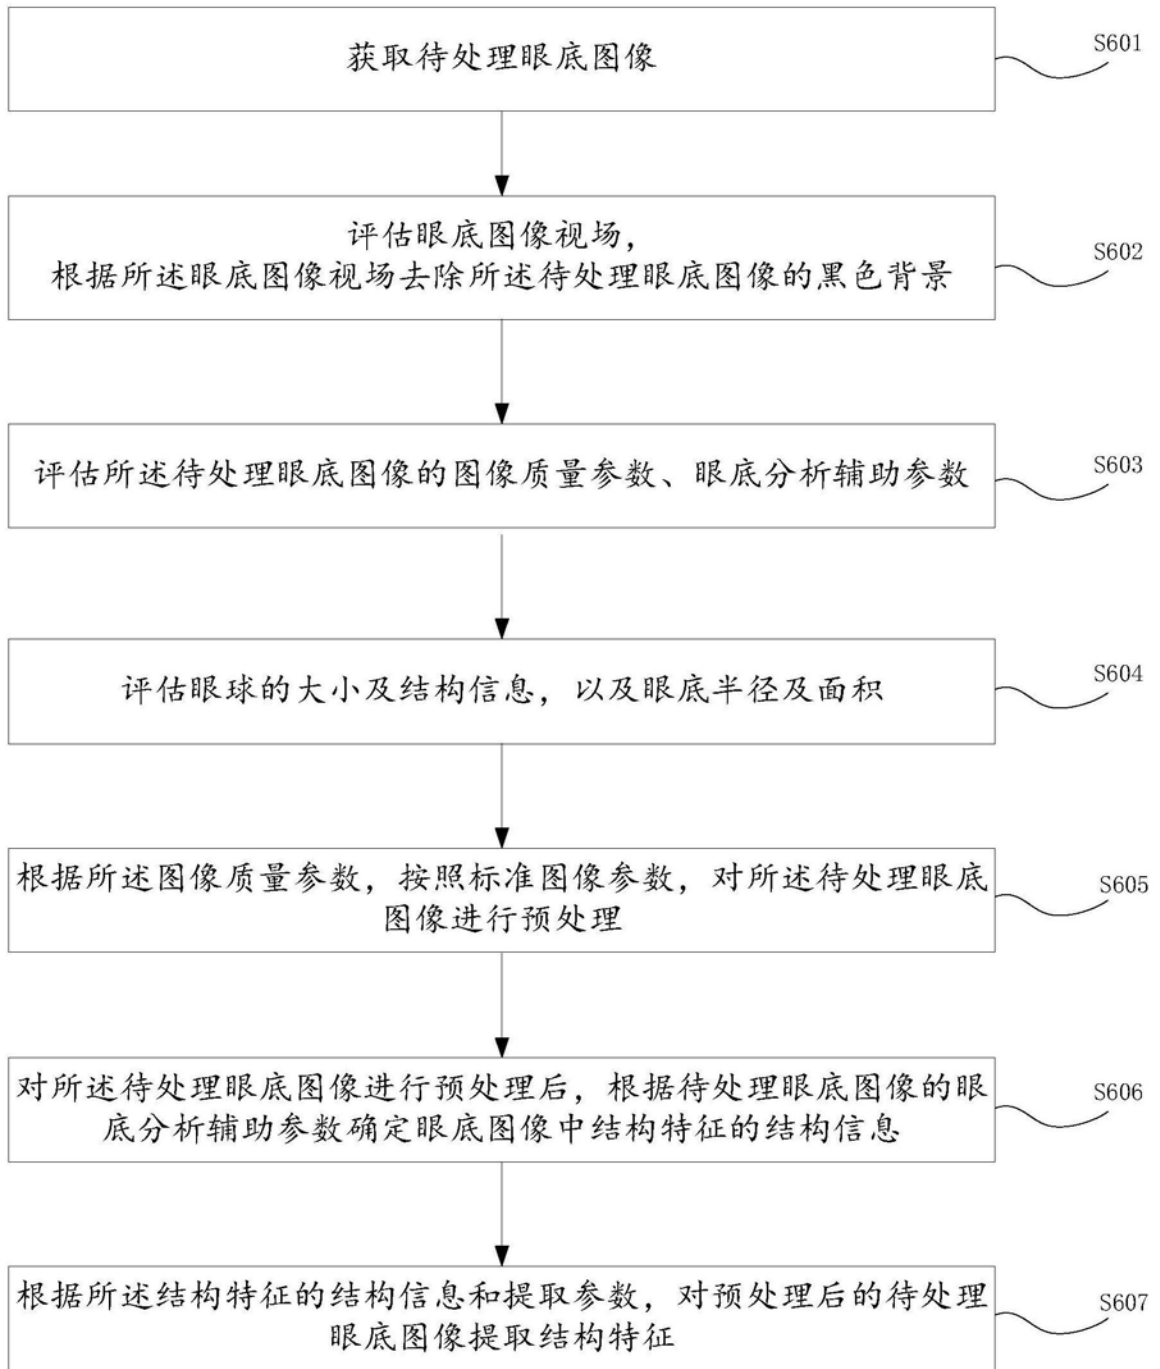 获取待处理眼底图像
S601
评估眼底图像视场，
根据所述眼底图像视场去除所述待处理眼底图像的黑色背景
S602
评估所述待处理眼底图像的图像质量参数、眼底分析辅助参数
S603
评估眼球的大小及结构信息，以及眼底半径及面积
S604
根据所述图像质量参数，按照标准图像参数，对所述待处理眼底
图像进行预处理
S605
对所述待处理眼底图像进行预处理后，根据待处理眼底图像的眼
底分析辅助参数确定眼底图像中结构特征的结构信息
S606
根据所述结构特征的结构信息和提取参数，对预处理后的待处理
眼底图像提取结构特征
S607